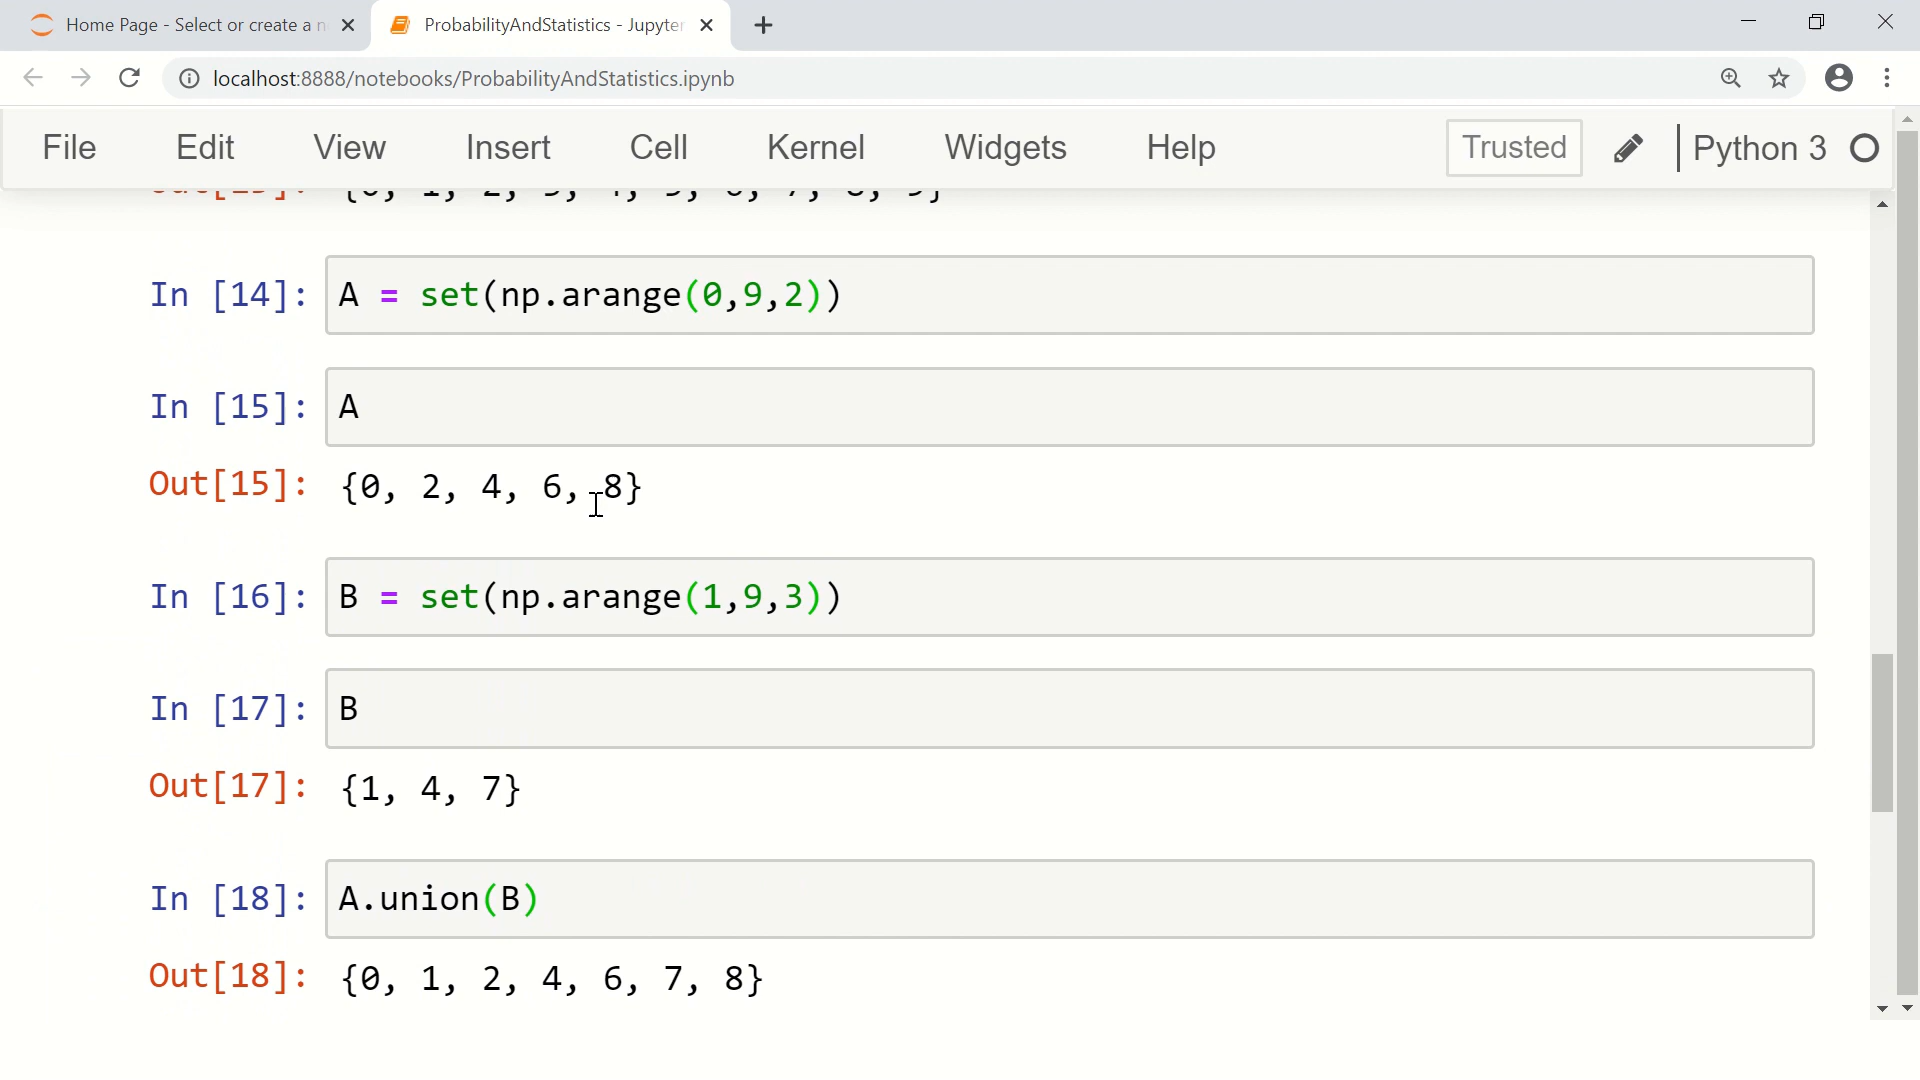 Home Page - Select or create a n
ProbabilityAndStatistics - Jupyter
localhost:8888/notebooks/ProbabilityAndStatistics.ipynb
File Edit View Insert Cell Kernel Widgets Help Trusted Python 3
In [14]: A = set(np.arange(0,9,2))
In [15]: A
Out[15]: {0, 2, 4, 6, 8}
In [16]: B = set(np.arange(1,9,3))
In [17]: B
Out[17]: {1, 4, 7}
In [18]: A.union(B)
Out[18]: {0, 1, 2, 4, 6, 7, 8}